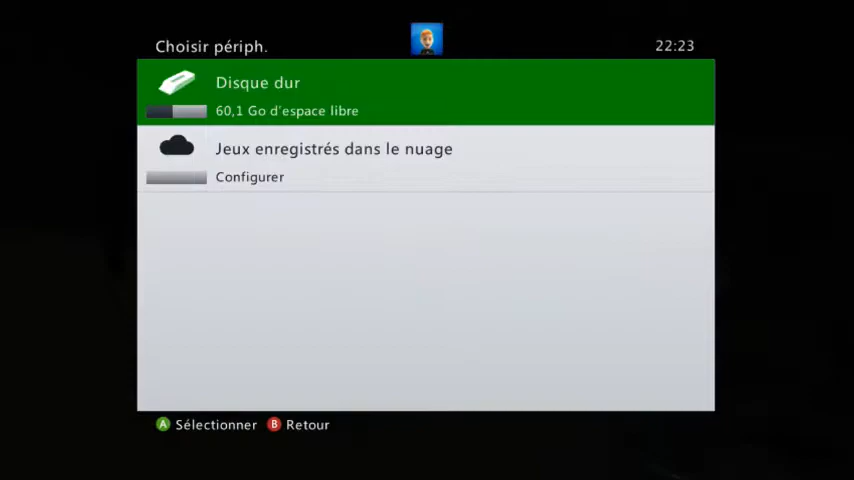 Choisir périph.
22:23
Disque dur
60,1 Go d'espace libre
Jeux enregistrés dans le nuage
Configurer
A Sélectionner B Retour